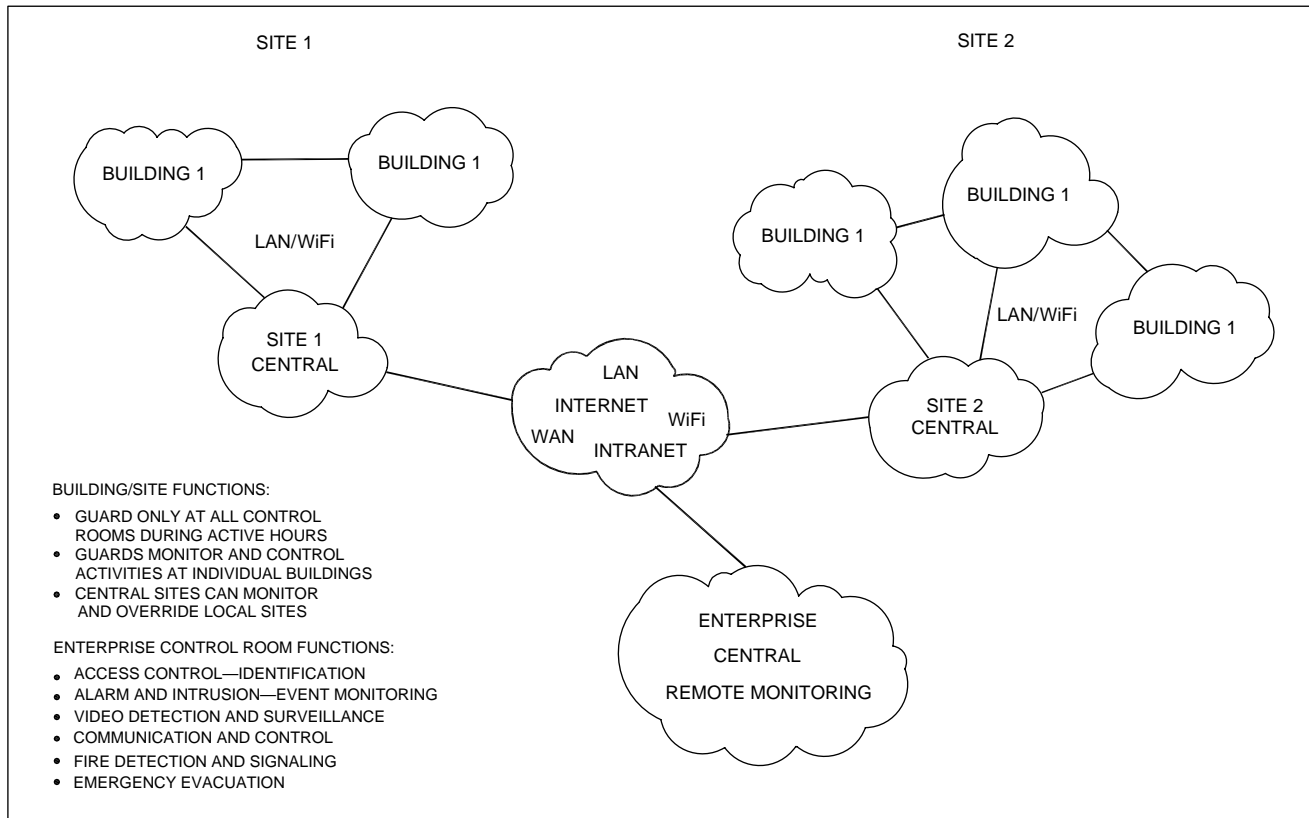 SITE 1
SITE 2
BUILDING 1
BUILDING 1
LAN/WiFi
SITE 1
CENTRAL
BUILDING 1
BUILDING 1
BUILDING 1
LAN/WiFi
SITE 2
CENTRAL
LAN
INTERNET
WiFi
WAN
INTRANET
ENTERPRISE
CENTRAL
REMOTE MONITORING
BUILDING/SITE FUNCTIONS:
• GUARD ONLY AT ALL CONTROL
ROOMS DURING ACTIVE HOURS
• GUARDS MONITOR AND CONTROL
ACTIVITIES AT INDIVIDUAL BUILDINGS
• CENTRAL SITES CAN MONITOR
AND OVERRIDE LOCAL SITES
ENTERPRISE CONTROL ROOM FUNCTIONS:
• ACCESS CONTROL—IDENTIFICATION
• ALARM AND INTRUSION—EVENT MONITORING
• VIDEO DETECTION AND SURVEILLANCE
• COMMUNICATION AND CONTROL
• FIRE DETECTION AND SIGNALING
• EMERGENCY EVACUATION